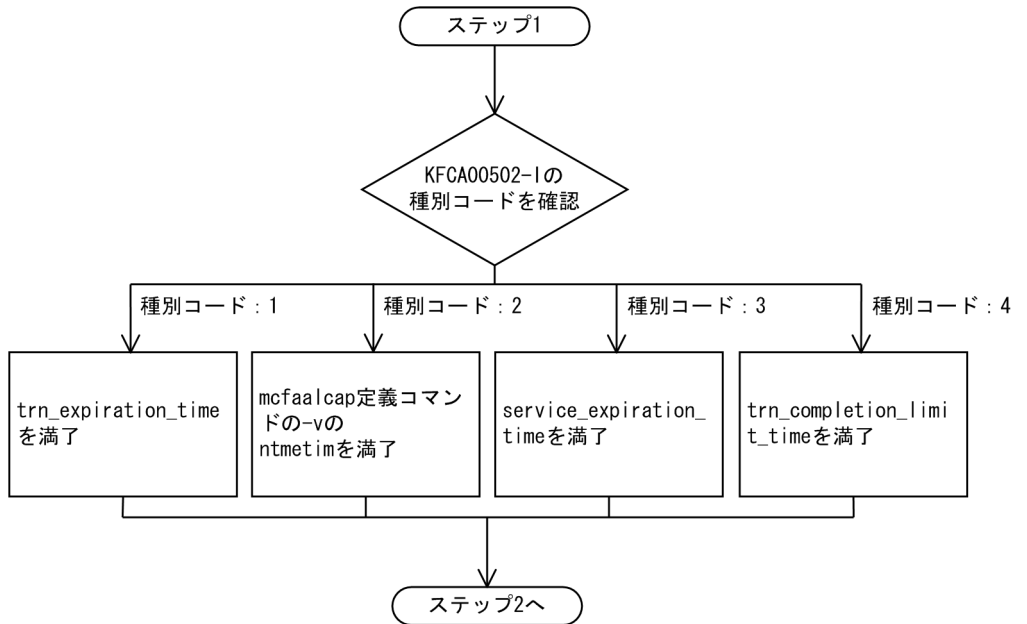 ステップ1
KFCA00502-Iの
種別コードを確認
種別コード：1
種別コード：2
種別コード：3
種別コード：4
trn_expiration_time
を満了
mcfaalcap定義コマン
ドの-vの
ntmetimを満了
service_expiration_
timeを満了
trn_completion_limi
t_timeを満了
ステップ2へ